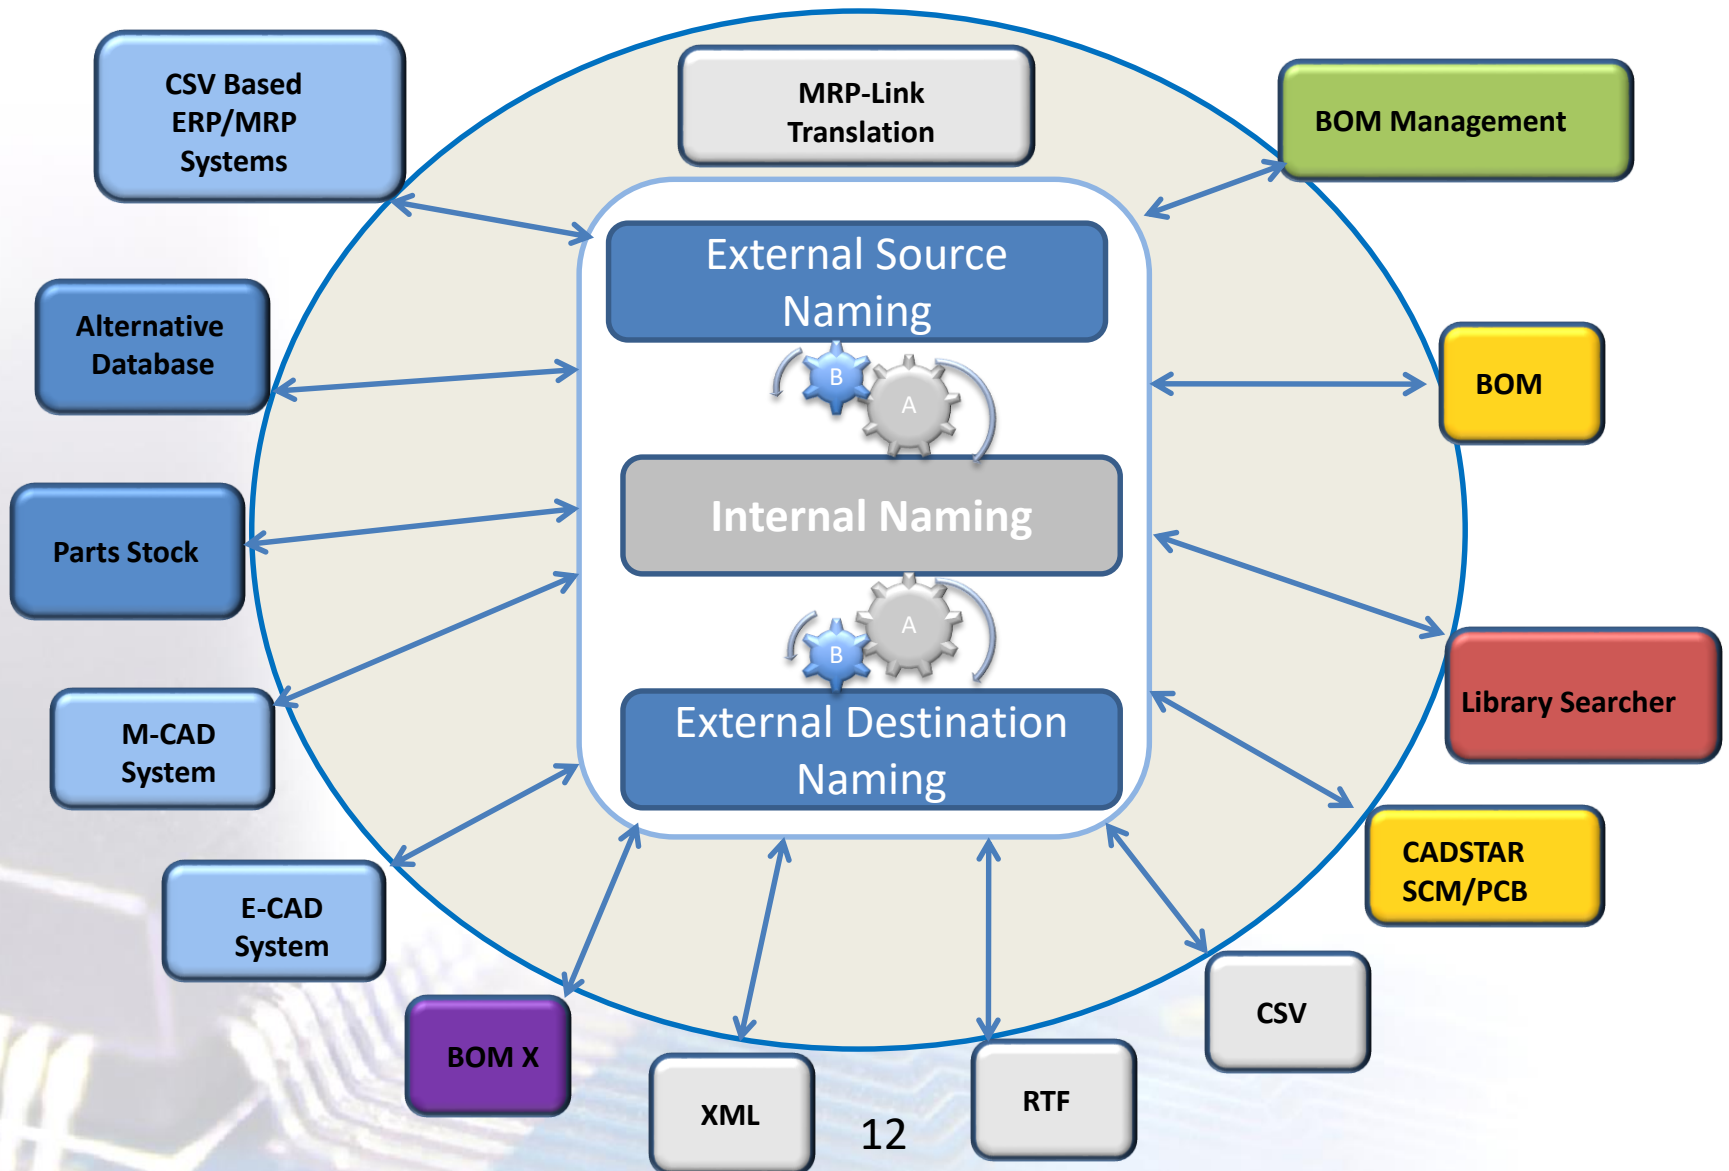 CSV Based
ERP/MRP
Systems
MRP-Link
Translation
BOM Management
External Source
Naming
Alternative
Database
B
A
BOM
Internal Naming
Parts Stock
A
B
Library Searcher
External Destination
Naming
M-CAD
System
CADSTAR
SCM/PCB
E-CAD
System
CSV
BOM X
XML
RTF
12